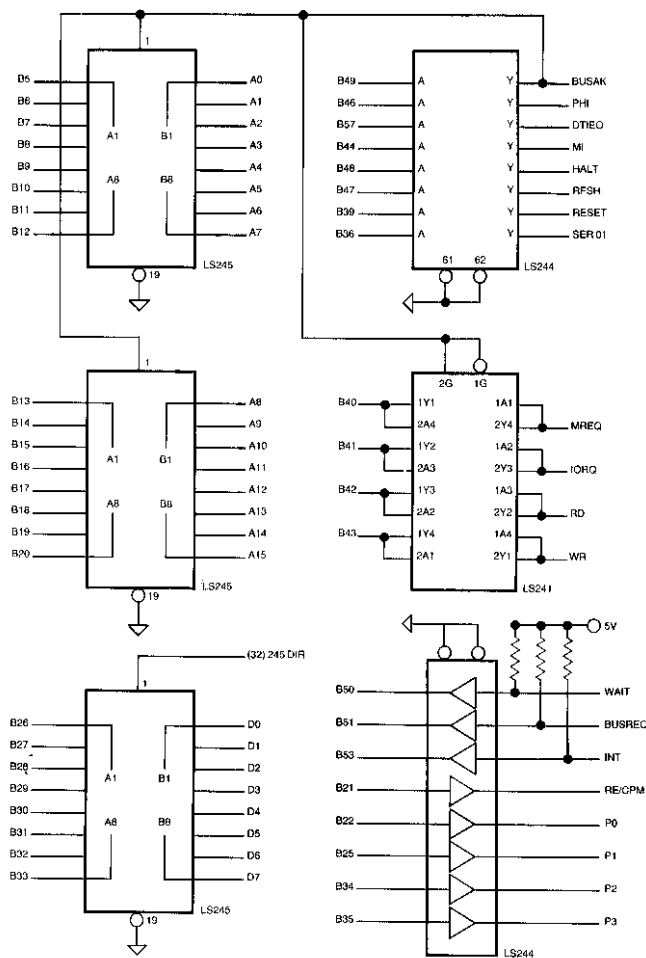 1
B5 A0
B6 A1
B7 A1 B1 A2
B8 A3
B9 A8 B8 A4
B10 A5
B11 A6
B12 A7
19
LS245
B49 A Y BUSAK
B46 A Y PHI
B57 A Y DTIEO
B44 A Y MI
B48 A Y HALT
B47 A Y RFSH
B39 A Y RESET
B36 A Y SER 01
61 62
LS244
1
B13 A8
B14 A9
B15 A1 B1 A10
B16 A11
B17 A8 B8 A12
B18 A13
B19 A14
B20 A15
19
LS245
2G 1G
B40 1Y1 1A1
2A4 2Y4 MREQ
B41 1Y2 1A2
2A3 2Y3 IORQ
B42 1Y3 1A3
2A2 2Y2 RD
B43 1Y4 1A4
2A1 2Y1 WR
LS241
(32) 245 DIR
1
B26 D0
B27 D1
B28 A1 B1 D2
B29 D3
B30 A8 B8 D4
B31 D5
B32 D6
B33 D7
19
LS245
5V
B50 WAIT
B51 BUSREQ
B53 INT
B21 RE/CPM
B22 P0
B25 P1
B34 P2
B35 P3
LS244